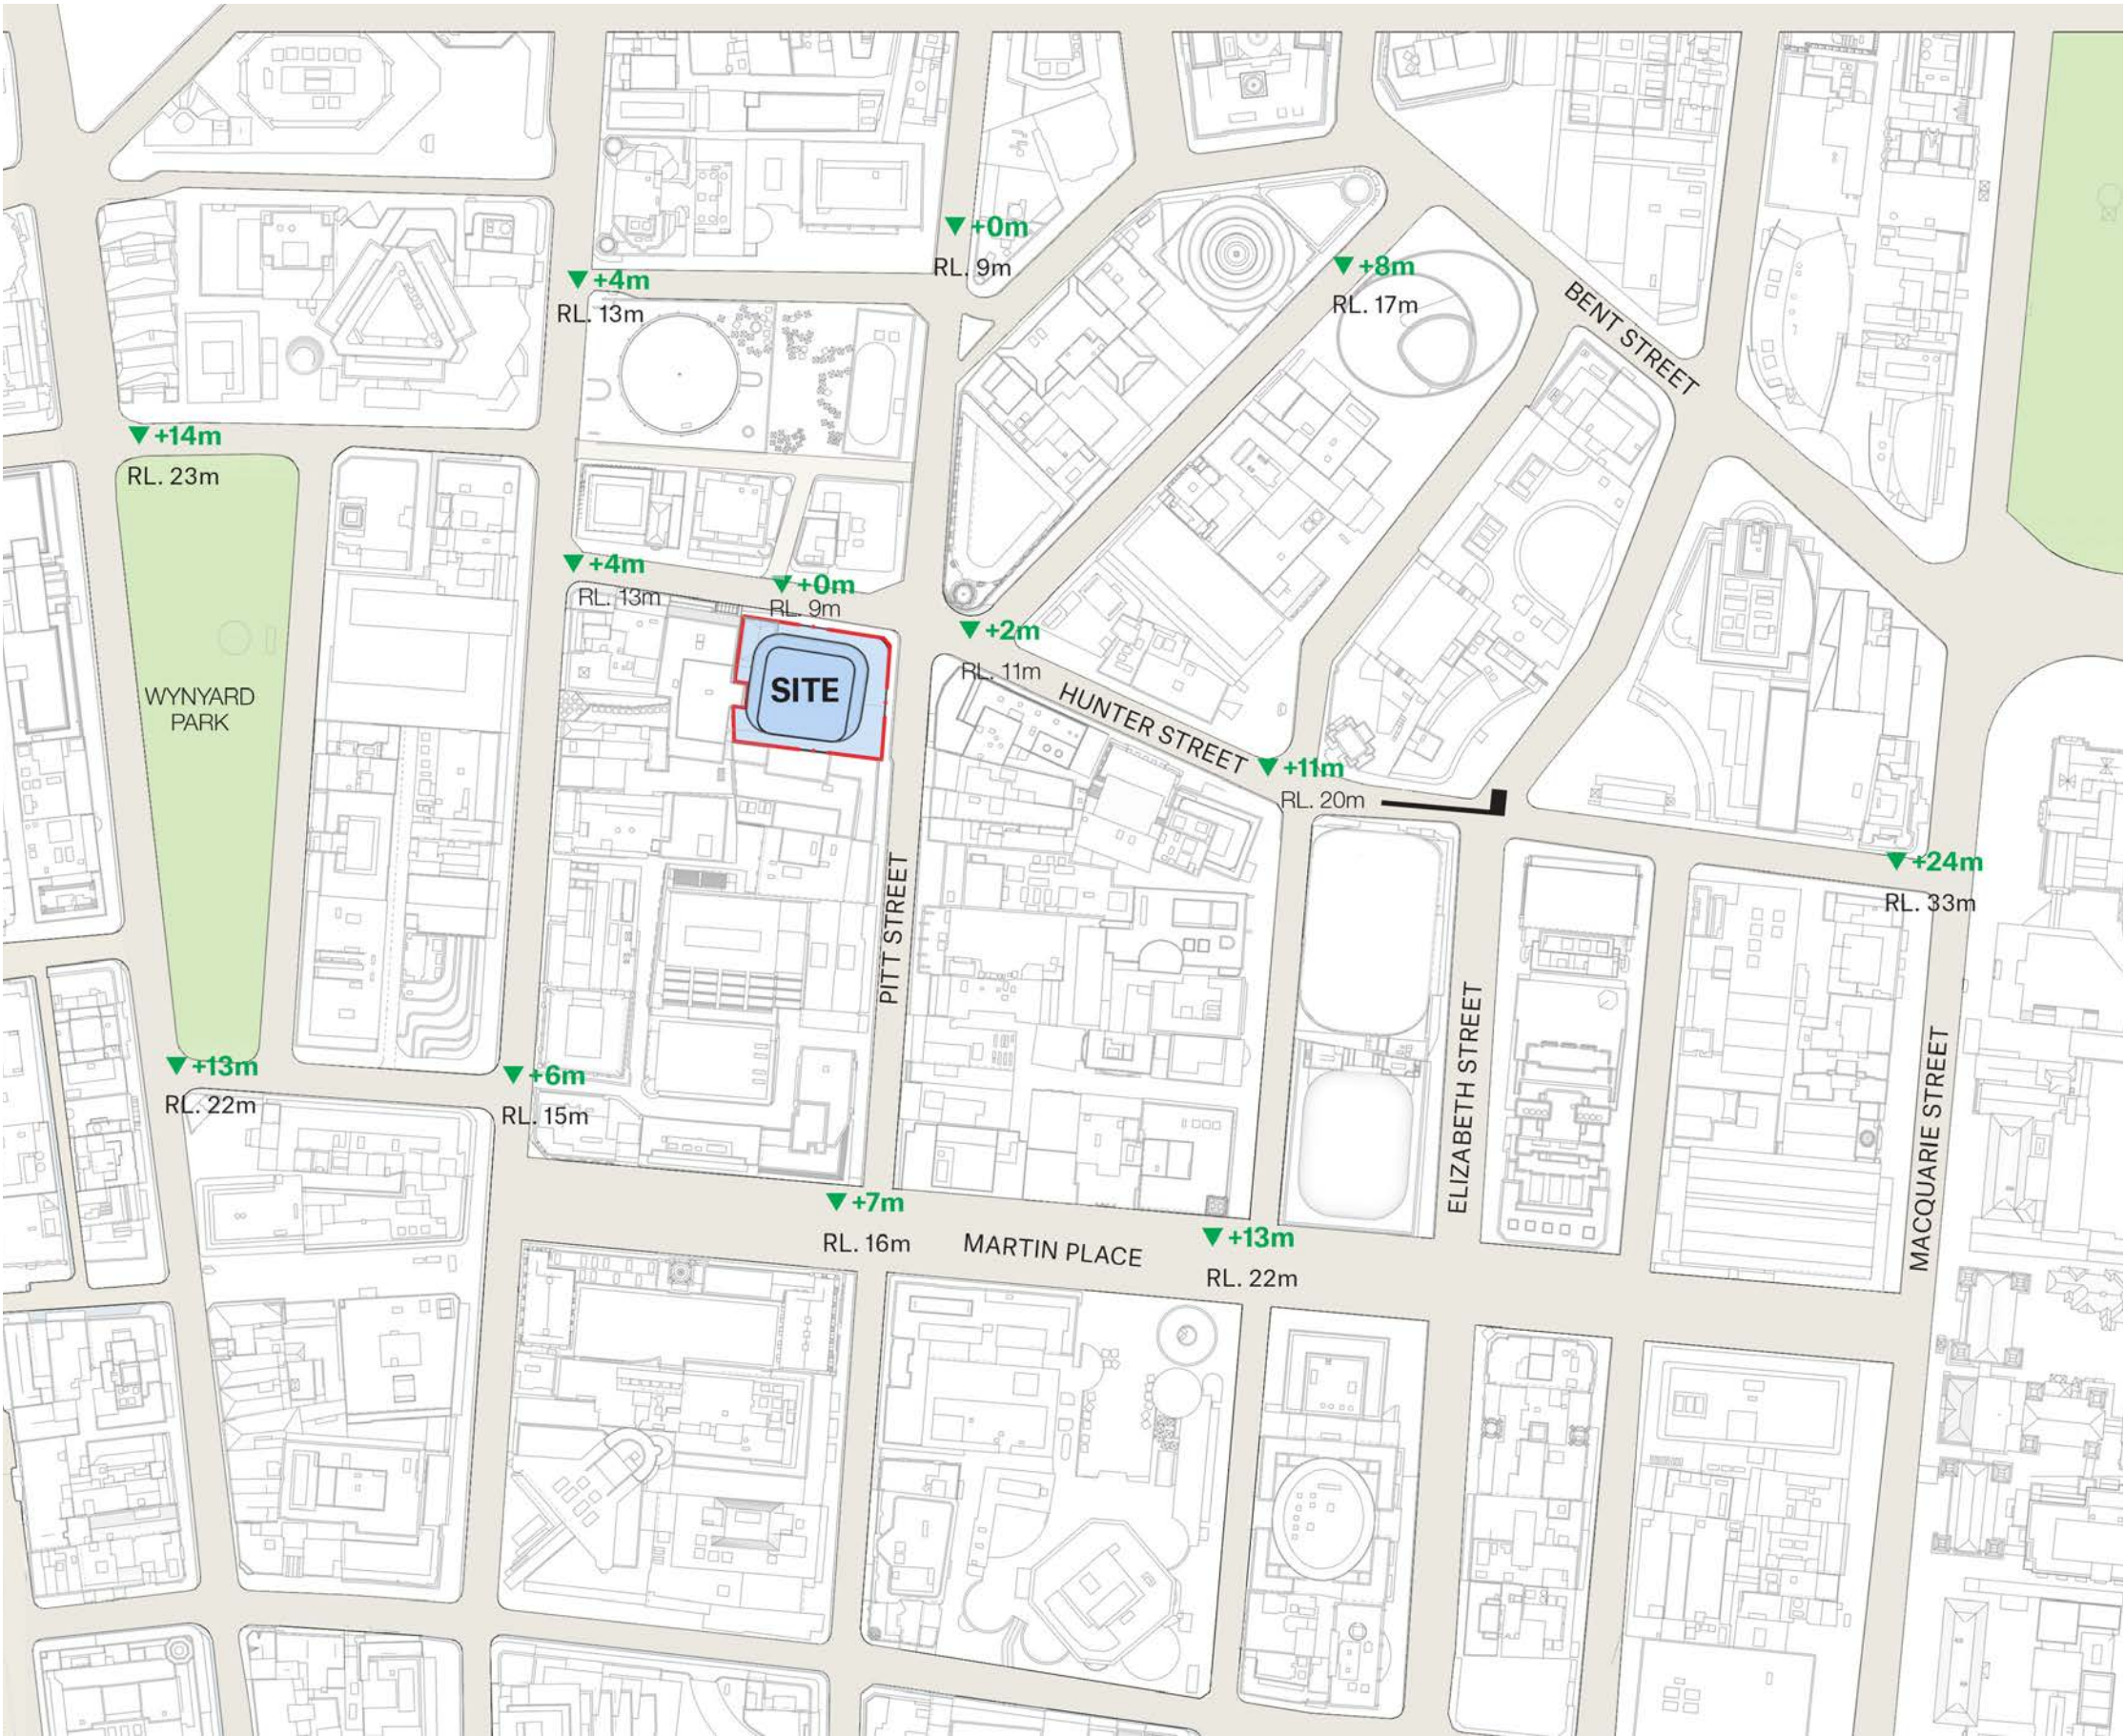 +0m
RL. 9m
+4m
RL. 13m
+8m
RL. 17m
BENT STREET
+14m
RL. 23m
+4m
RL. 13m
+0m
RL. 9m
+2m
RL. 11m
SITE
WYNYARD
PARK
HUNTER STREET
+11m
RL. 20m
+24m
RL. 33m
PITT STREET
ELIZABETH STREET
MACQUARIE STREET
+13m
RL. 22m
+6m
RL. 15m
+7m
RL. 16m
MARTIN PLACE
+13m
RL. 22m